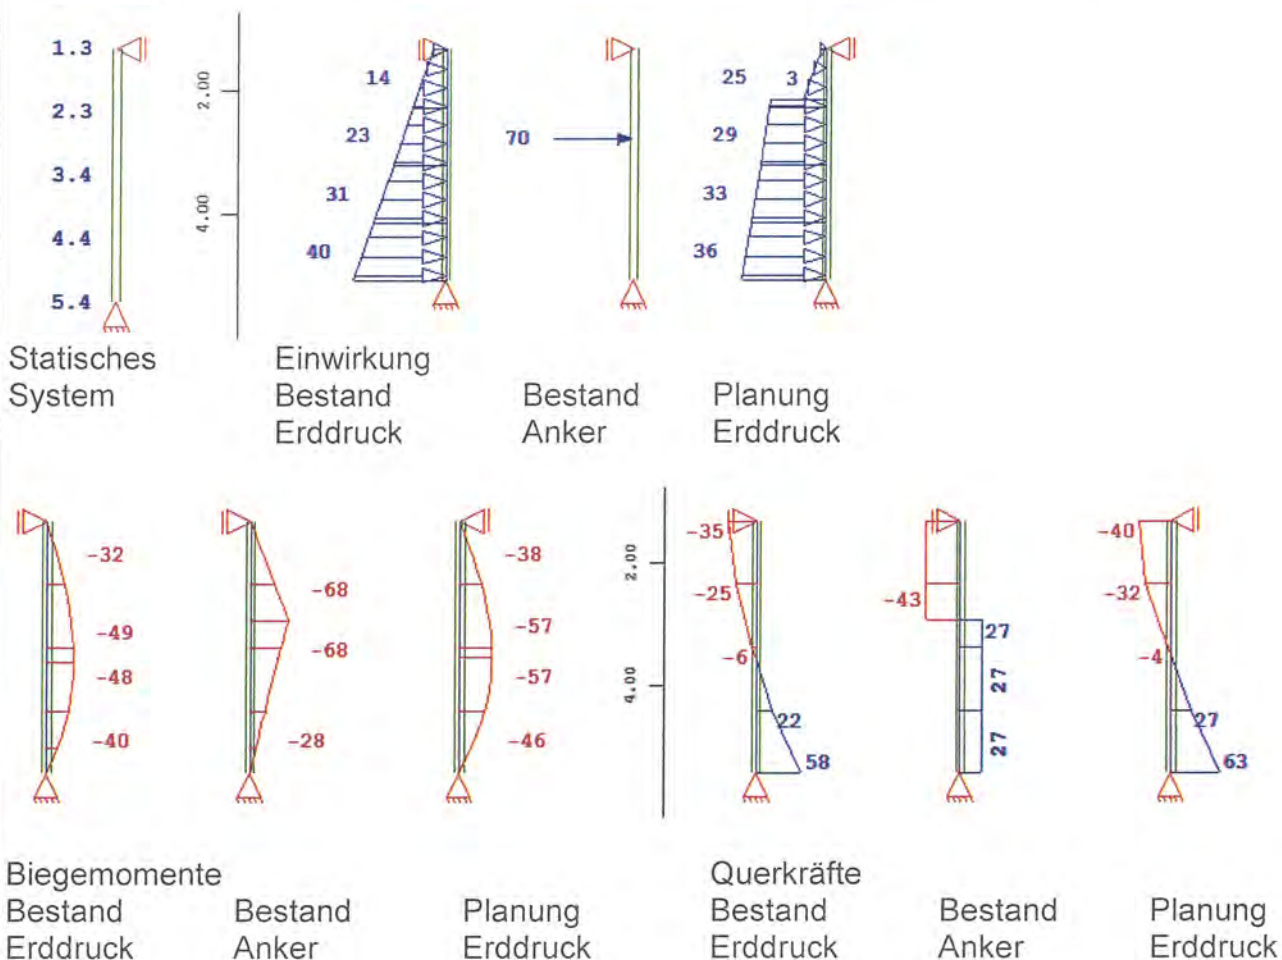 1.3
2.3
3.4
4.4
5.4
2.00
4.00
14
23
31
40
70
25 3
29
33
36
Statisches
System
Einwirkung
Bestand
Erddruck
Bestand
Anker
Planung
Erddruck
-32
-49
-48
-40
-68
-68
-28
-38
-57
-57
-46
2.00
4.00
-35
-25
-6
22
58
-43
27
27
27
-40
-32
-4
27
63
Biegemomente
Bestand
Erddruck
Bestand
Anker
Planung
Erddruck
Querkräfte
Bestand
Erddruck
Bestand
Anker
Planung
Erddruck